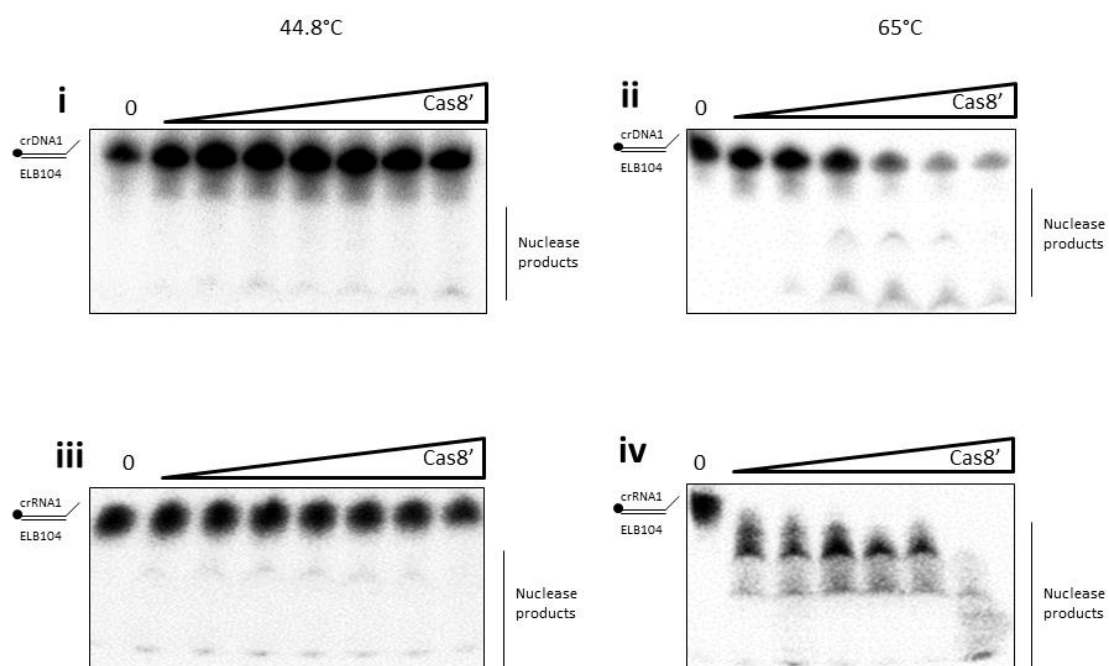 44.8°C
65°C
i
0
Cas8’
crDNA1
ELB104
Nuclease
products
ii
0
Cas8’
crDNA1
ELB104
Nuclease
products
iii
0
Cas8’
crRNA1
ELB104
Nuclease
products
iv
0
Cas8’
crRNA1
ELB104
Nuclease
products